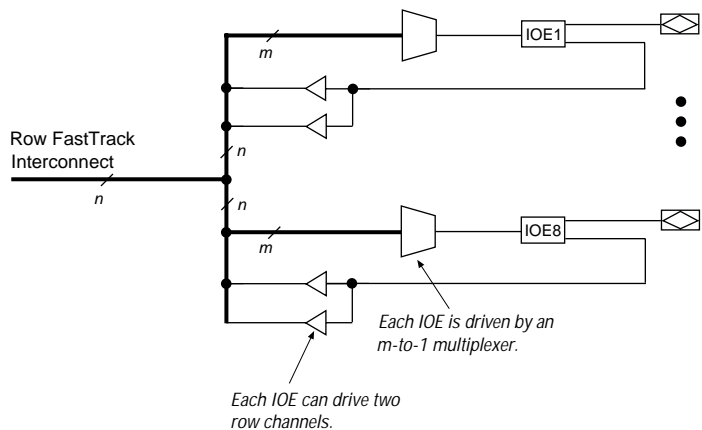 m
IOE1
n
Row FastTrack
Interconnect
n
n
m
IOE8
Each IOE is driven by an
m-to-1 multiplexer.
Each IOE can drive two
row channels.